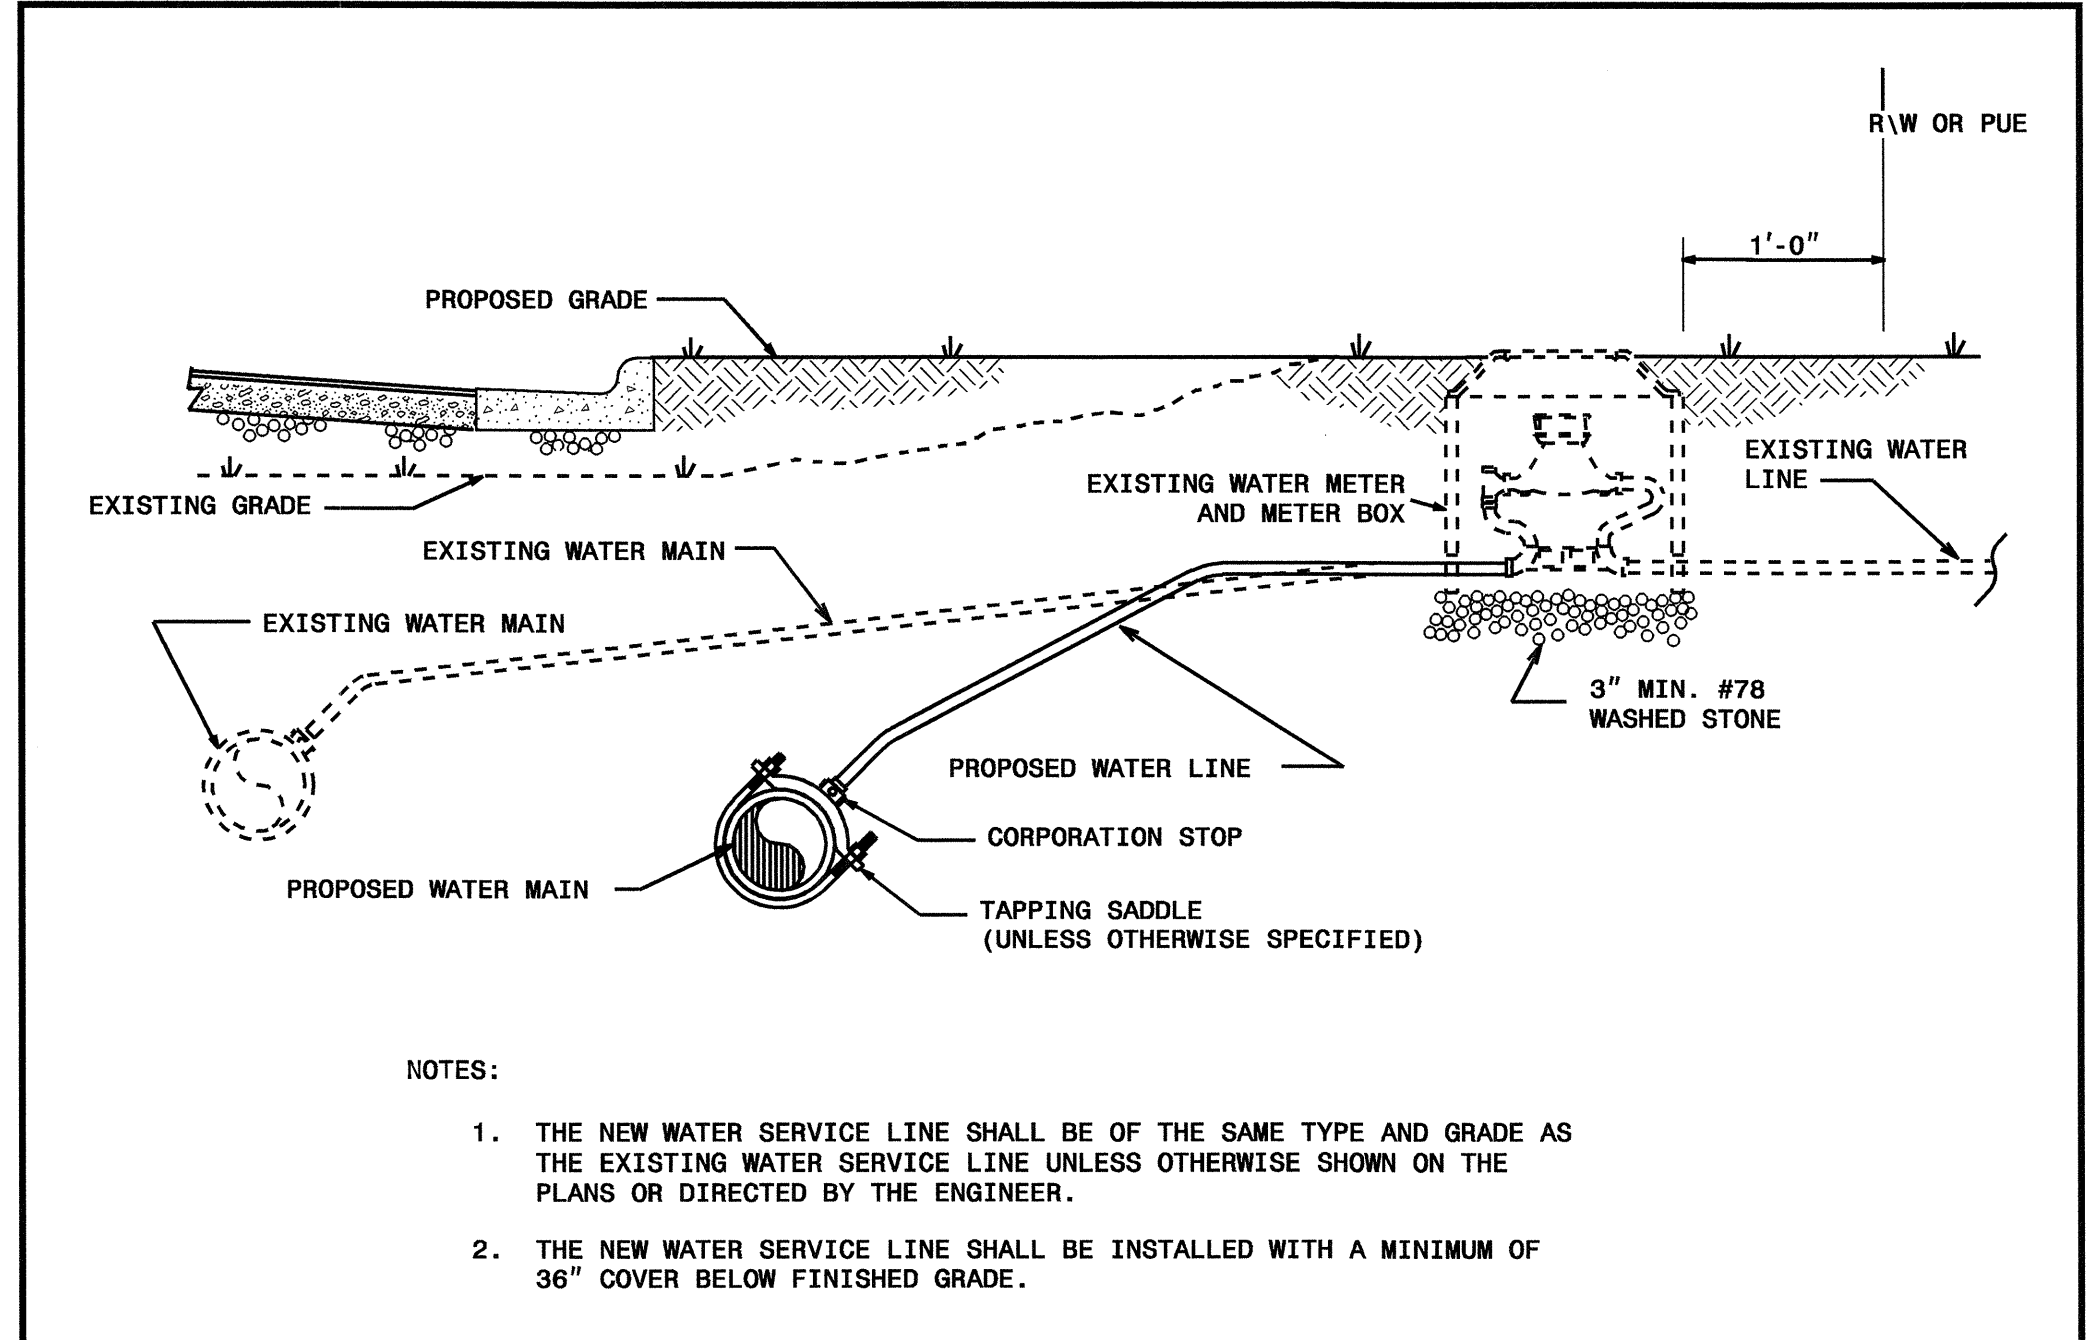 R\W OR PUE
1'-0"
PROPOSED GRADE
EXISTING WATER
LINE
EXISTING WATER METER
AND METER BOX
EXISTING GRADE
EXISTING WATER MAIN
EXISTING WATER MAIN
3" MIN. #78
WASHED STONE
PROPOSED WATER LINE
CORPORATION STOP
PROPOSED WATER MAIN
TAPPING SADDLE
(UNLESS OTHERWISE SPECIFIED)
NOTES:
1. THE NEW WATER SERVICE LINE SHALL BE OF THE SAME TYPE AND GRADE AS
THE EXISTING WATER SERVICE LINE UNLESS OTHERWISE SHOWN ON THE
PLANS OR DIRECTED BY THE ENGINEER.
2. THE NEW WATER SERVICE LINE SHALL BE INSTALLED WITH A MINIMUM OF
36" COVER BELOW FINISHED GRADE.